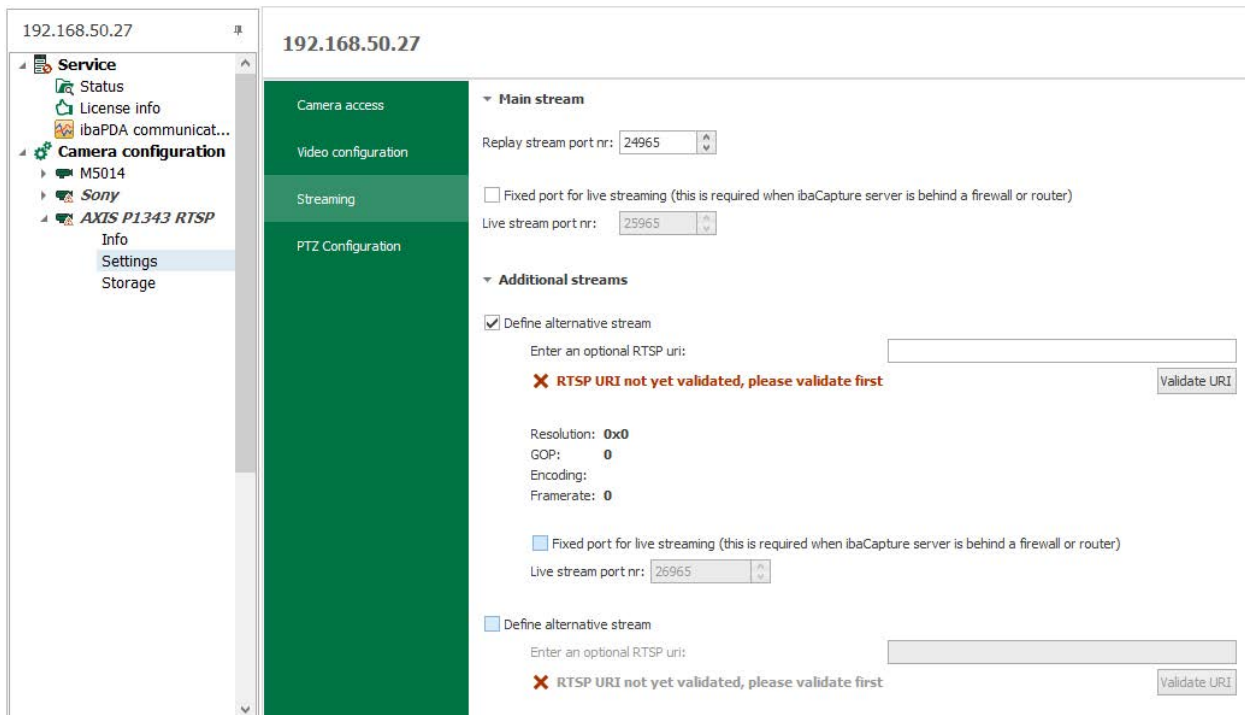 192.168.50.27
Service
Status
License info
ibaPDA communicat...
Camera configuration
M5014
Sony
AXIS P1343 RTSP
Info
Settings
Storage
192.168.50.27
Camera access
Video configuration
Streaming
PTZ Configuration
Main stream
Replay stream port nr: 24965
Fixed port for live streaming (this is required when ibaCapture server is behind a firewall or router)
Live stream port nr: 25965
Additional streams
Define alternative stream
Enter an optional RTSP uri:
RTSP URI not yet validated, please validate first Validate URI
Resolution: 0x0
GOP: 0
Encoding:
Framerate: 0
Fixed port for live streaming (this is required when ibaCapture server is behind a firewall or router)
Live stream port nr: 26965
Define alternative stream
Enter an optional RTSP uri:
RTSP URI not yet validated, please validate first Validate URI